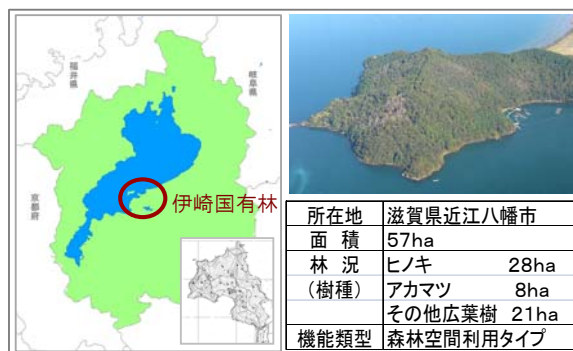 福井県
岐阜県
京都府
伊崎国有林
所在地 滋賀県近江八幡市
面 積 57ha
林 況 ヒノキ 28ha
(樹種) アカマツ 8ha
その他広葉樹 21ha
機能類型 森林空間利用タイプ